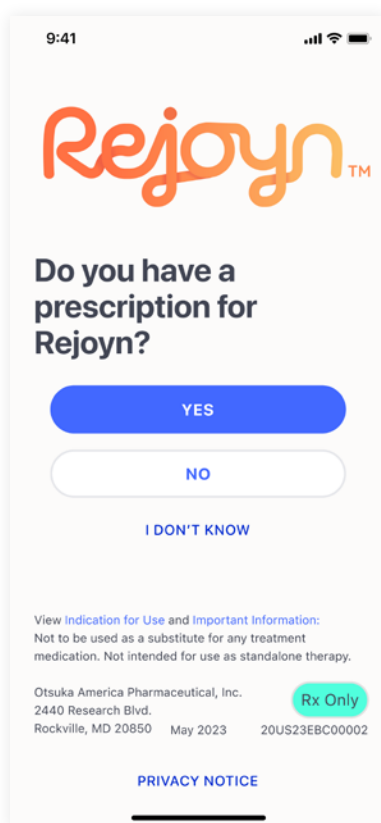 9:41
Rejoyn™
Do you have a
prescription for
Rejoyn?
YES
NO
I DON'T KNOW
View Indication for Use and Important Information:
Not to be used as a substitute for any treatment
medication. Not intended for use as standalone therapy.
Otsuka America Pharmaceutical, Inc.
2440 Research Blvd.
Rockville, MD 20850 May 2023
Rx Only
20US23EBC00002
PRIVACY NOTICE